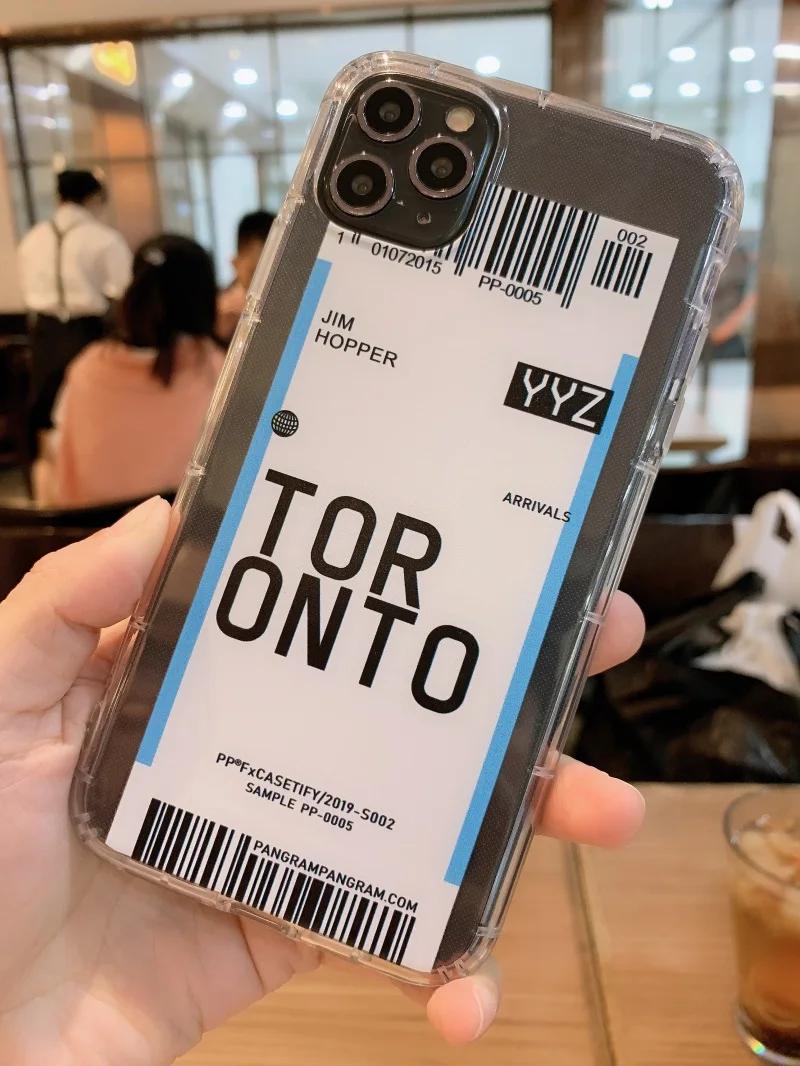 002
1 01072015
PP-0005
JIM
HOPPER
YYZ
ARRIVALS
TOR
ONTO
PP®FxCASETIFY/2019-S002
SAMPLE PP-0005
PANGRAMPANGRAM.COM